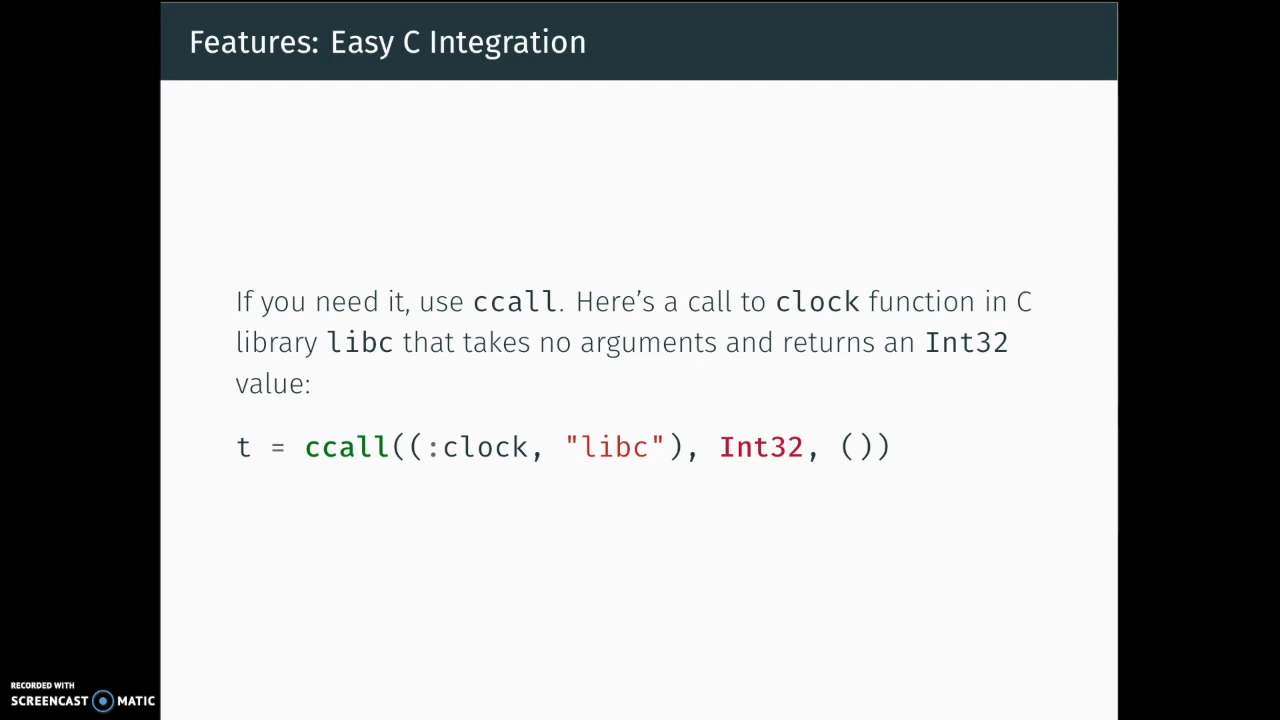 Features: Easy C Integration
If you need it, use ccall. Here’s a call to clock function in C
library libc that takes no arguments and returns an Int32
value:
t = ccall((:clock, "libc"), Int32, ())
RECORDED WITH
SCREENCAST MATIC